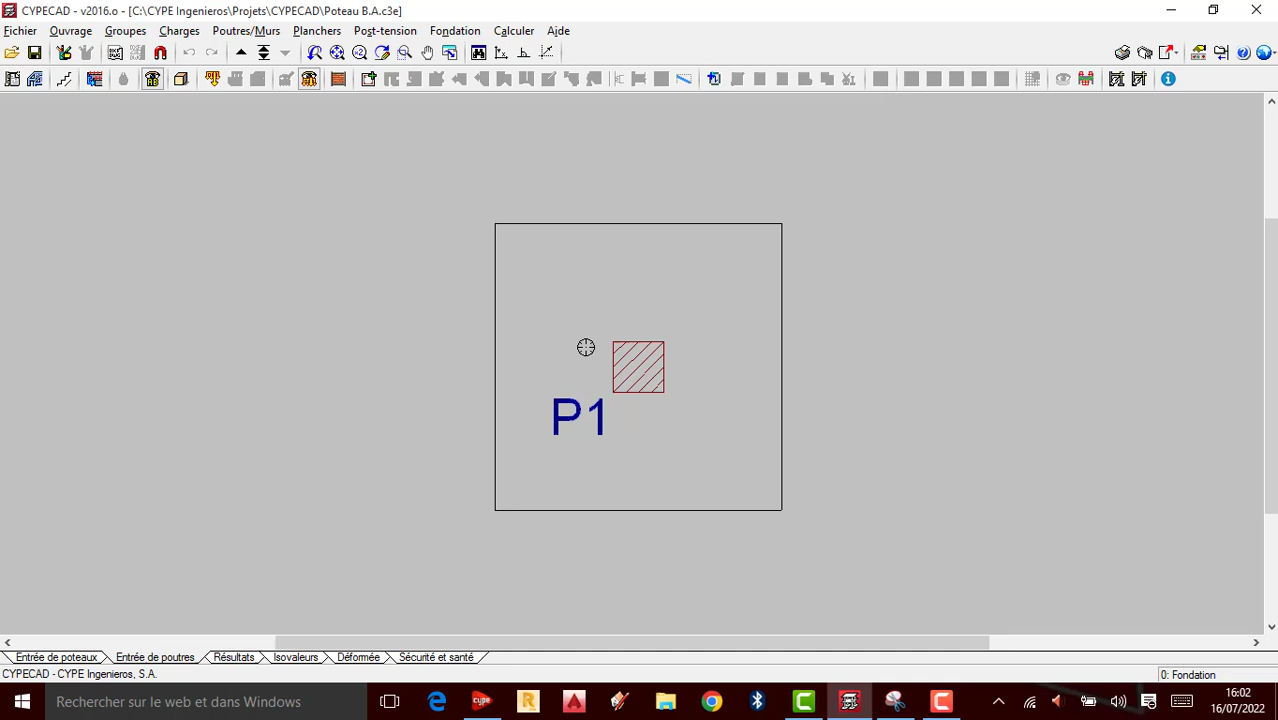 CYPECAD - v2016.o - [C:\CYPE Ingenieros\Projets\CYPECAD\Poteau B.A.c3e]
Fichier Ouvrage Groupes Charges Poutres/Murs Planchers Post-tension Fondation Calculer Aide
P1
Entrée de poteaux Entrée de poutres Résultats Isovaleurs Déformée Sécurité et santé
CYPECAD - CYPE Ingenieros, S.A. 0: Fondation
Rechercher sur le web et dans Windows
16:02
16/07/2022